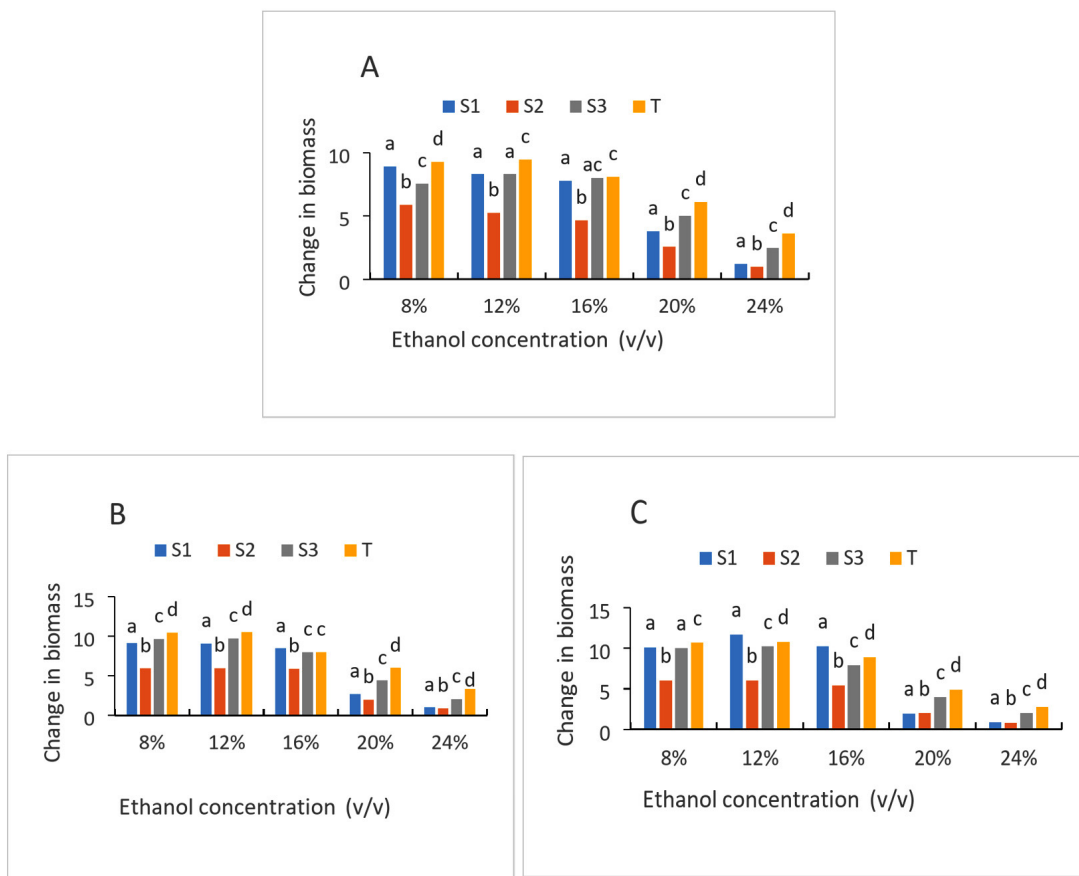 A
S1 S2 S3 T
Change in biomass
10
5
0
a b c d a b a c a b ac c a b c d a b c d
8% 12% 16% 20% 24%
Ethanol concentration (v/v)
B
S1 S2 S3 T
Change in biomass
15
10
5
0
a b c d a b c d a b c c a b c d a b c d
8% 12% 16% 20% 24%
Ethanol concentration (v/v)
C
S1 S2 S3 T
Change in biomass
15
10
5
0
a b a c a b c d a b c d a b c d a b c d
8% 12% 16% 20% 24%
Ethanol concentration (v/v)